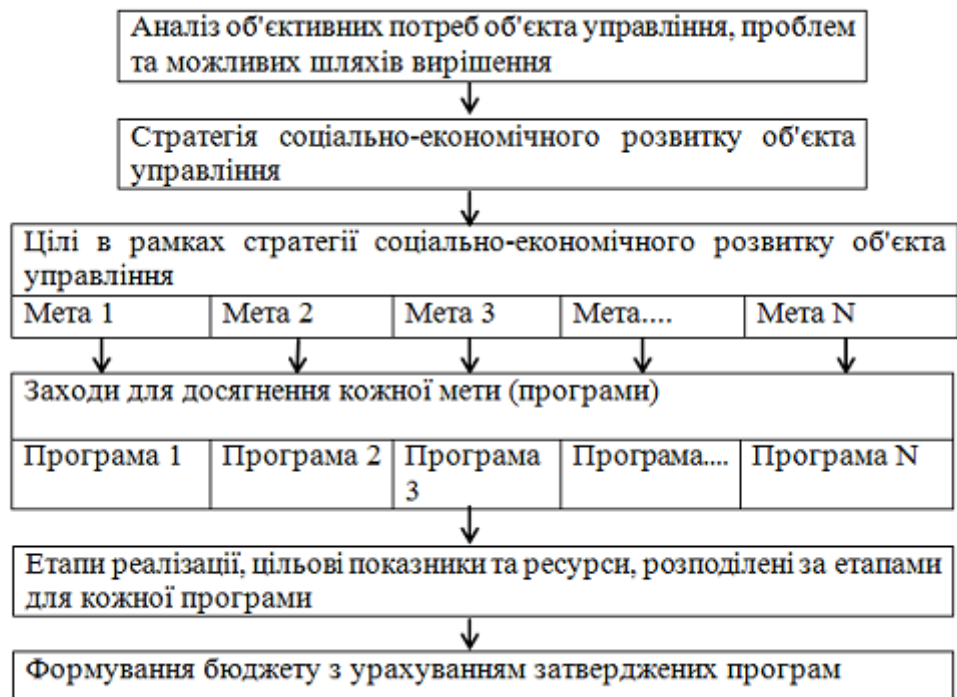 Аналіз об'єктивних потреб об'єкта управління, проблем
та можливих шляхів вирішення
Стратегія соціально-економічного розвитку об'єкта
управління
Цілі в рамках стратегії соціально-економічного розвитку об'єкта
управління
Мета 1 Мета 2 Мета 3 Мета.... Мета N
Заходи для досягнення кожної мети (програми)
Програма 1 Програма 2 Програма Програма.... Програма N
3
Етапи реалізації, цільові показники та ресурси, розподілені за етапами
для кожної програми
Формування бюджету з урахуванням затверджених програм